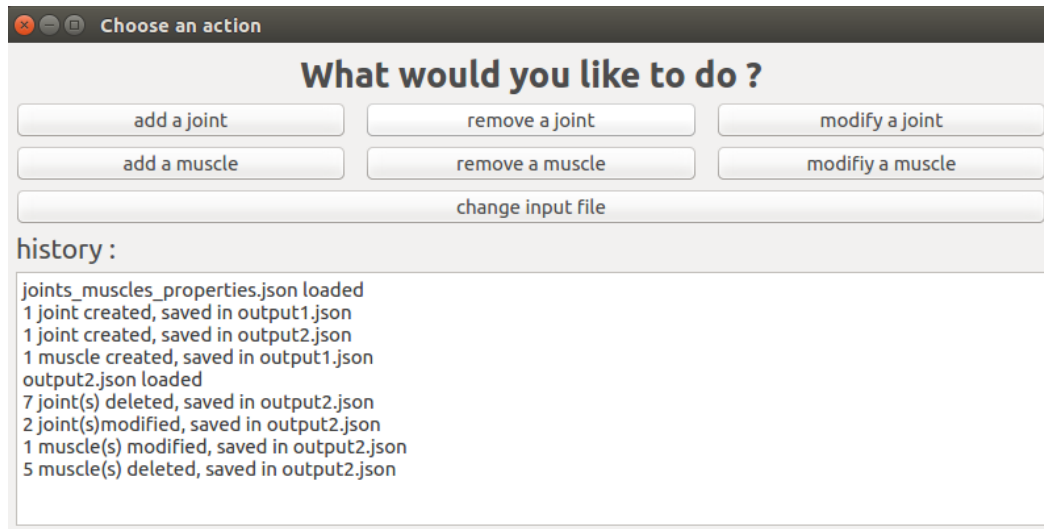 Choose an action
What would you like to do ?
add a joint remove a joint modify a joint
add a muscle remove a muscle modifiy a muscle
change input file
history :
joints_muscles_properties.json loaded
1 joint created, saved in output1.json
1 joint created, saved in output2.json
1 muscle created, saved in output1.json
output2.json loaded
7 joint(s) deleted, saved in output2.json
2 joint(s)modified, saved in output2.json
1 muscle(s) modified, saved in output2.json
5 muscle(s) deleted, saved in output2.json